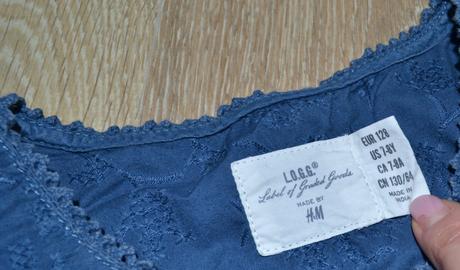 L.O.G.G.®
Label of Graded Goods
MADE BY
H&M
EUR 128
US 7-8Y
CA 7-8A
CN 130/64
MADE IN
INDIA